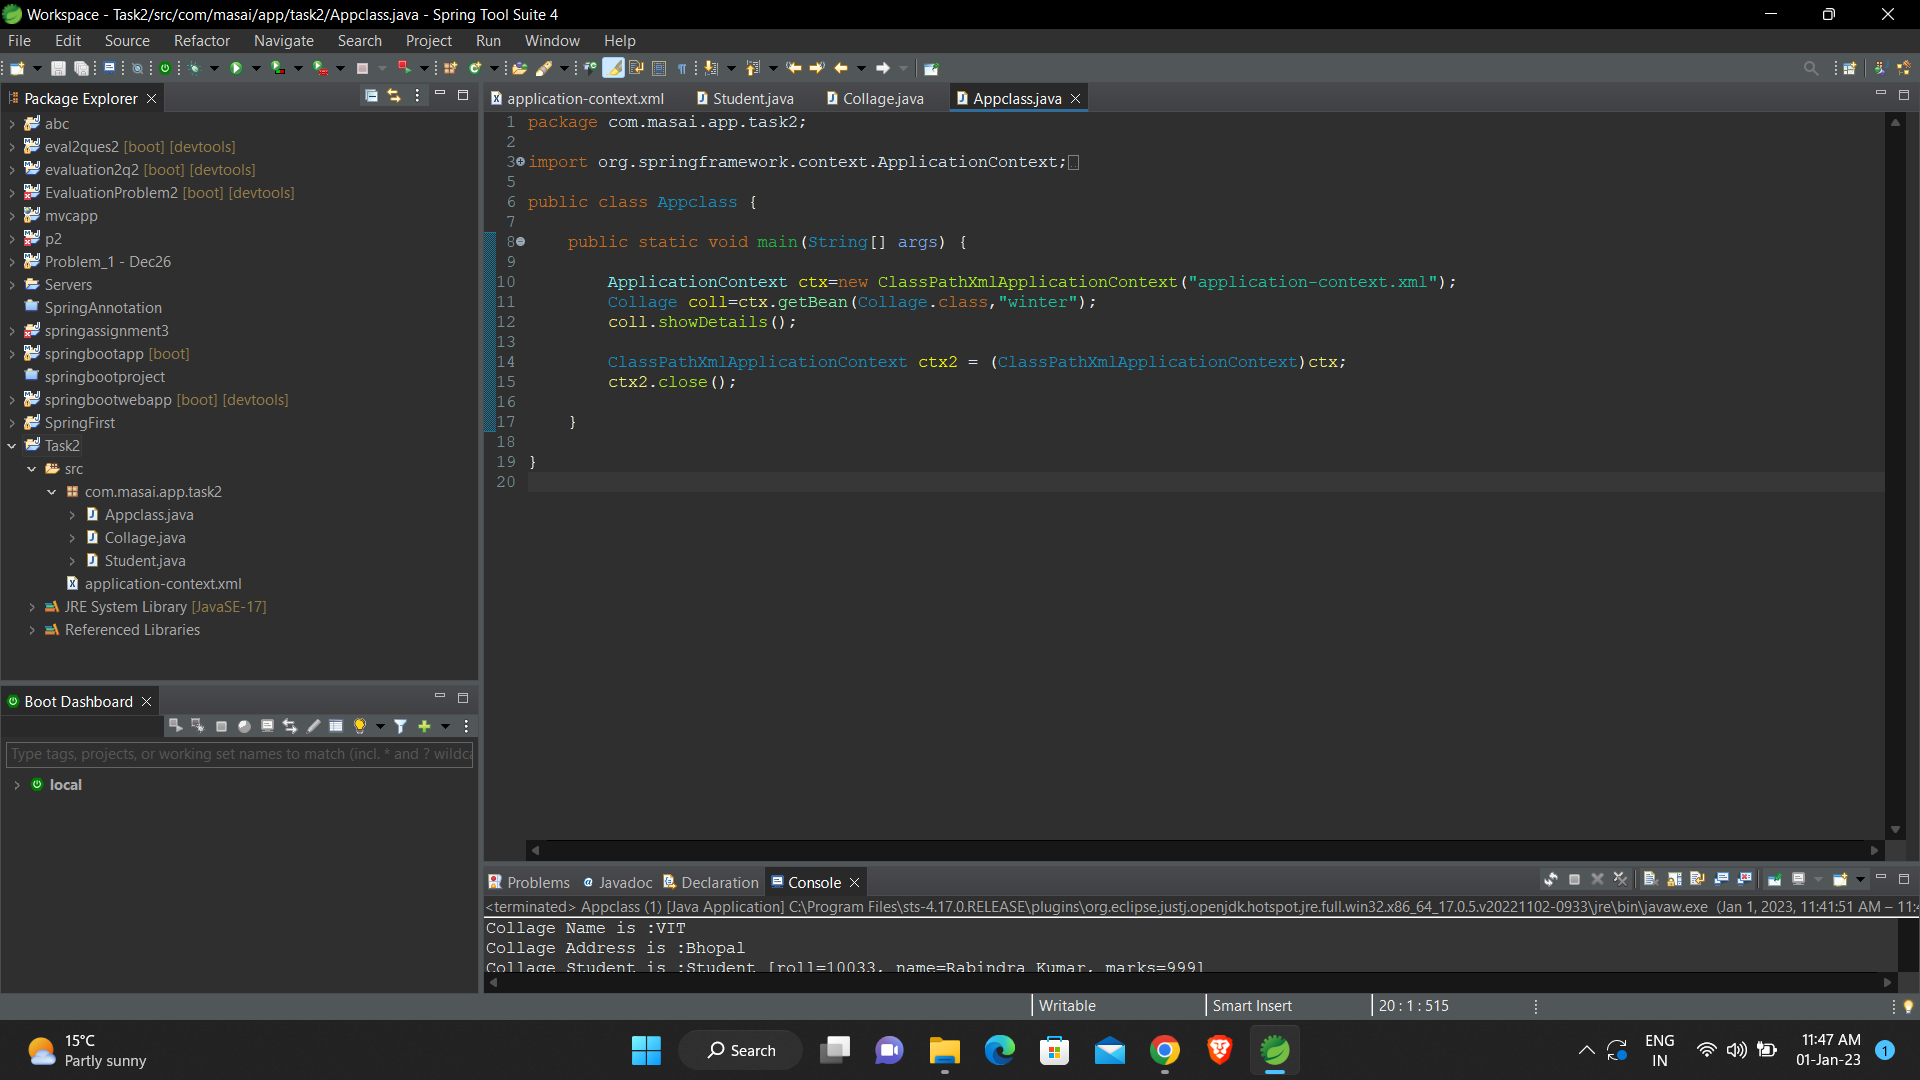 Workspace - Task2/src/com/masai/app/task2/Appclass.java - Spring Tool Suite 4
File Edit Source Refactor Navigate Search Project Run Window Help
Package Explorer
abc
eval2ques2 [boot] [devtools]
evaluation2q2 [boot] [devtools]
EvaluationProblem2 [boot] [devtools]
mvcapp
p2
Problem_1 - Dec26
Servers
SpringAnnotation
springassignment3
springbootapp [boot]
springbootproject
springbootwebapp [boot] [devtools]
SpringFirst
Task2
src
com.masai.app.task2
Appclass.java
Collage.java
Student.java
application-context.xml
JRE System Library [JavaSE-17]
Referenced Libraries
Boot Dashboard
Type tags, projects, or working set names to match (incl. * and ? wildca
local
application-context.xml Student.java Collage.java Appclass.java
1 package com.masai.app.task2;
2
3 import org.springframework.context.ApplicationContext;
5
6 public class Appclass {
7
8 public static void main(String[] args) {
9
10 ApplicationContext ctx=new ClassPathXmlApplicationContext("application-context.xml");
11 Collage coll=ctx.getBean(Collage.class,"winter");
12 coll.showDetails();
13
14 ClassPathXmlApplicationContext ctx2 = (ClassPathXmlApplicationContext)ctx;
15 ctx2.close();
16
17 }
18
19 }
20
Problems Javadoc Declaration Console
<terminated> Appclass (1) [Java Application] C:\Program Files\sts-4.17.0.RELEASE\plugins\org.eclipse.justj.openjdk.hotspot.jre.full.win32.x86_64_17.0.5.v20221102-0933\jre\bin\javaw.exe (Jan 1, 2023, 11:41:51 AM – 11:4
Collage Name is :VIT
Collage Address is :Bhopal
Collage Student is :Student [roll=10033, name=Rabindra Kumar, marks=999]
Writable Smart Insert 20 : 1 : 515
15°C
Partly sunny
Search
ENG
IN
11:47 AM
01-Jan-23
1